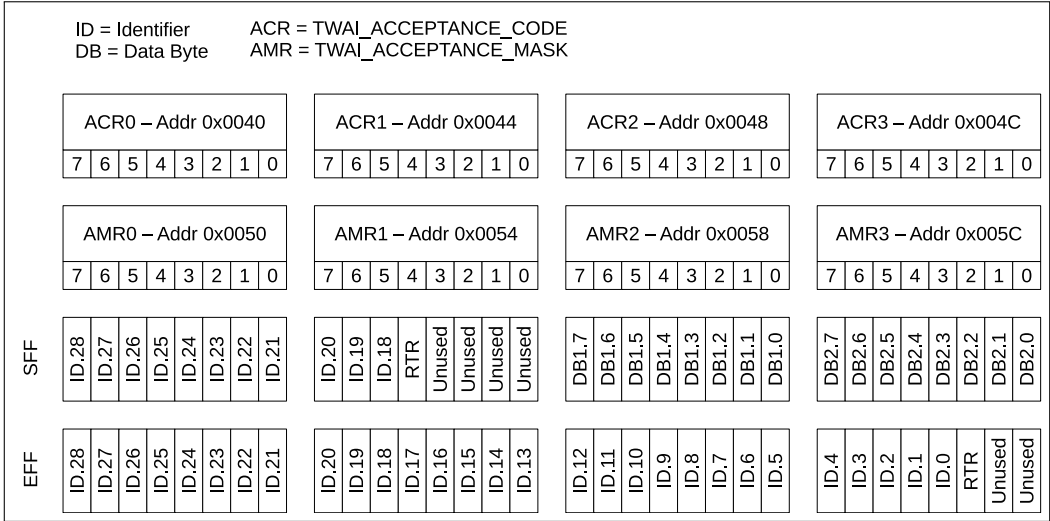 ID = Identifier ACR = TWAI_ACCEPTANCE_CODE
DB = Data Byte AMR = TWAI_ACCEPTANCE_MASK
ACR0 – Addr 0x0040 ACR1 – Addr 0x0044 ACR2 – Addr 0x0048 ACR3 – Addr 0x004C
7 6 5 4 3 2 1 0 7 6 5 4 3 2 1 0 7 6 5 4 3 2 1 0 7 6 5 4 3 2 1 0
AMR0 – Addr 0x0050 AMR1 – Addr 0x0054 AMR2 – Addr 0x0058 AMR3 – Addr 0x005C
7 6 5 4 3 2 1 0 7 6 5 4 3 2 1 0 7 6 5 4 3 2 1 0 7 6 5 4 3 2 1 0
SFF ID.28 ID.27 ID.26 ID.25 ID.24 ID.23 ID.22 ID.21 ID.20 ID.19 ID.18 RTR Unused Unused Unused Unused DB1.7 DB1.6 DB1.5 DB1.4 DB1.3 DB1.2 DB1.1 DB1.0 DB2.7 DB2.6 DB2.5 DB2.4 DB2.3 DB2.2 DB2.1 DB2.0
EFF ID.28 ID.27 ID.26 ID.25 ID.24 ID.23 ID.22 ID.21 ID.20 ID.19 ID.18 ID.17 ID.16 ID.15 ID.14 ID.13 ID.12 ID.11 ID.10 ID.9 ID.8 ID.7 ID.6 ID.5 ID.4 ID.3 ID.2 ID.1 ID.0 RTR Unused Unused